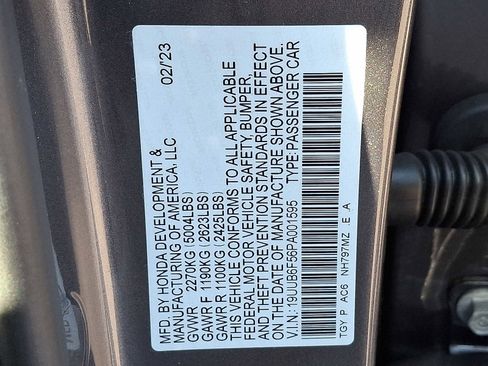 MFD. BY HONDA DEVELOPMENT & 02/23
MANUFACTURING OF AMERICA, LLC
GVWR 2270KG(5004LBS)
GAWR F 1190KG(2623LBS)
GAWR R 1100KG(2425LBS)
THIS VEHICLE CONFORMS TO ALL APPLICABLE
FEDERAL MOTOR VEHICLE SAFETY, BUMPER,
AND THEFT PREVENTION STANDARDS IN EFFECT
ON THE DATE OF MANUFACTURE SHOWN ABOVE.
V.I.N.:19UUB6F56PA001595 TYPE:PASSENGER CAR
TGY P AC6 NH797MZ .E A